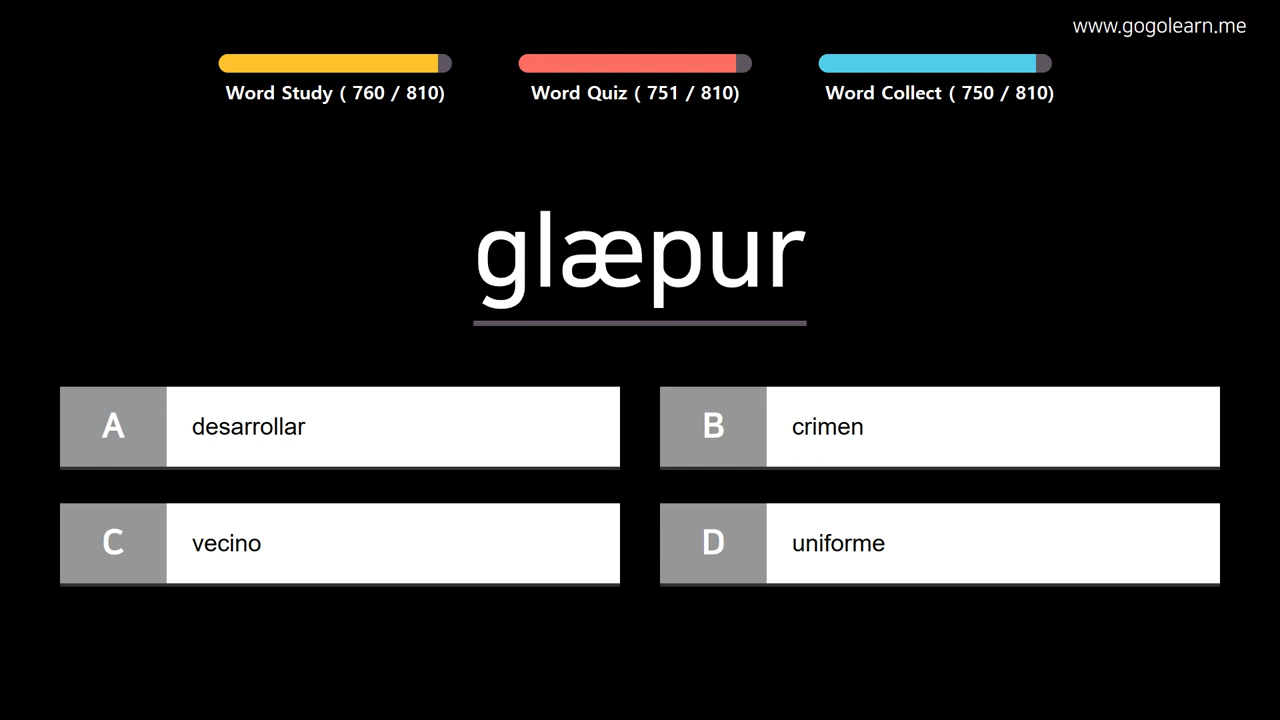 www.gogolearn.me
Word Study ( 760 / 810)
Word Quiz ( 751 / 810)
Word Collect ( 750 / 810)
glæpur
A desarrollar
B crimen
C vecino
D uniforme